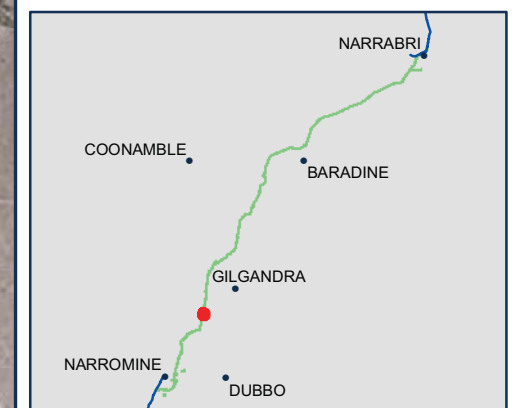 NARRABRI
COONAMBLE
BARADINE
GILGANDRA
NARROMINE
DUBBO